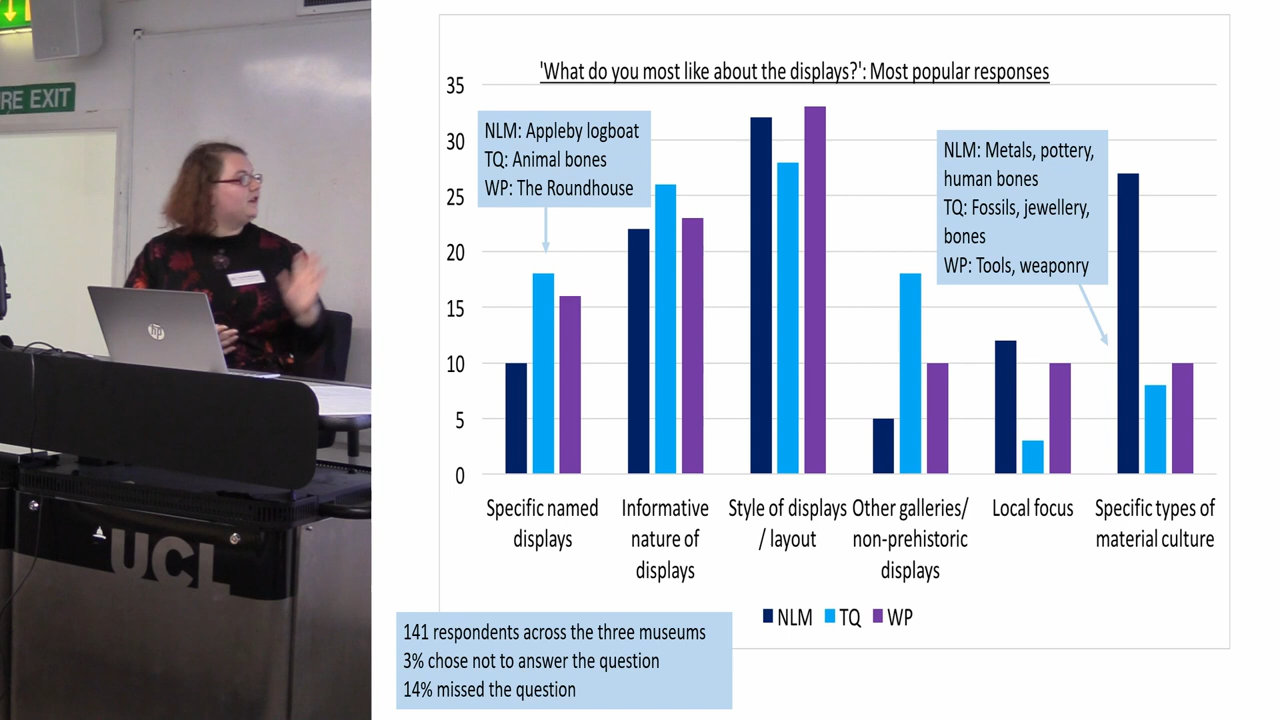 RE EXIT
hp
UCL
'What do you most like about the displays?': Most popular responses
35
30
25
20
15
10
5
0
NLM: Appleby logboat
TQ: Animal bones
WP: The Roundhouse
NLM: Metals, pottery,
human bones
TQ: Fossils, jewellery,
bones
WP: Tools, weaponry
Specific named
displays
Informative
nature of
displays
Style of displays
/ layout
Other galleries/
non-prehistoric
displays
Local focus
Specific types of
material culture
NLM TQ WP
141 respondents across the three museums
3% chose not to answer the question
14% missed the question